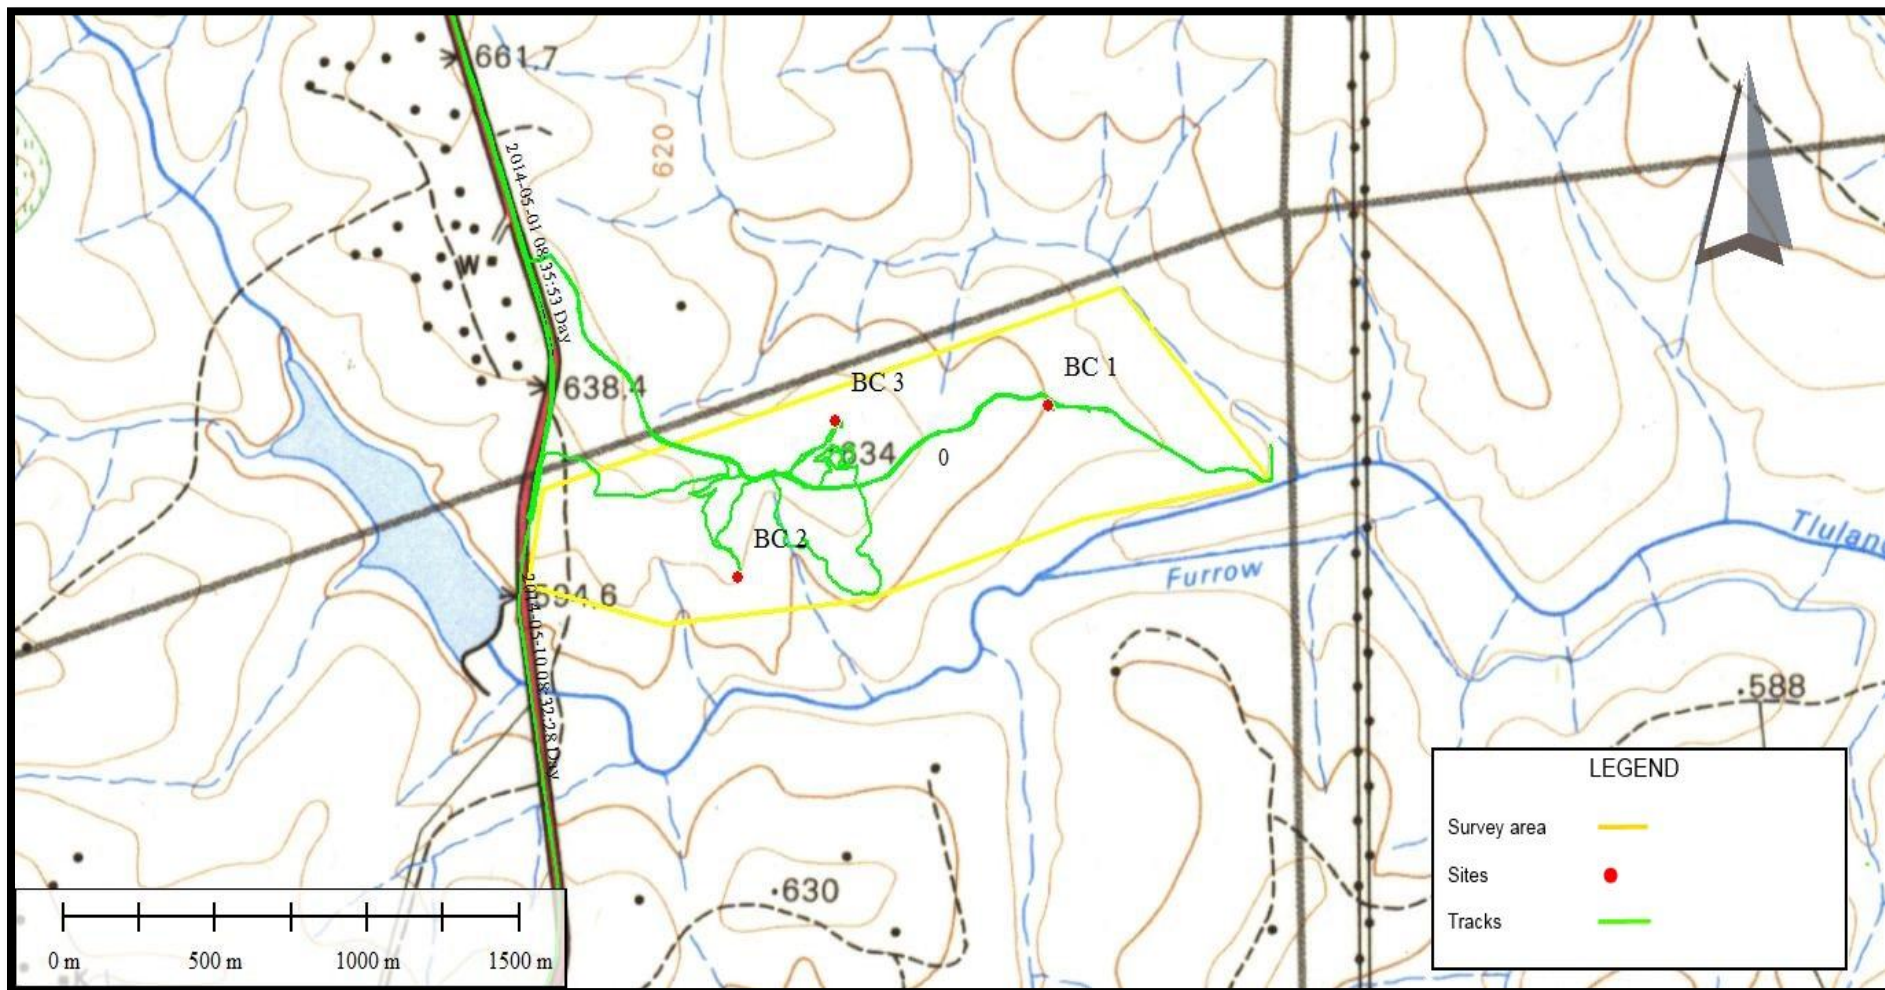 661.7
620
2014-05-01 08:35:53 Day
W
638.4
BC 3
BC 1
634
0
BC 2
594.6
Furrow
2014-05-10 08:32:28 Day
588
630
LEGEND
Survey area
Sites
Tracks
0 m 500 m 1000 m 1500 m